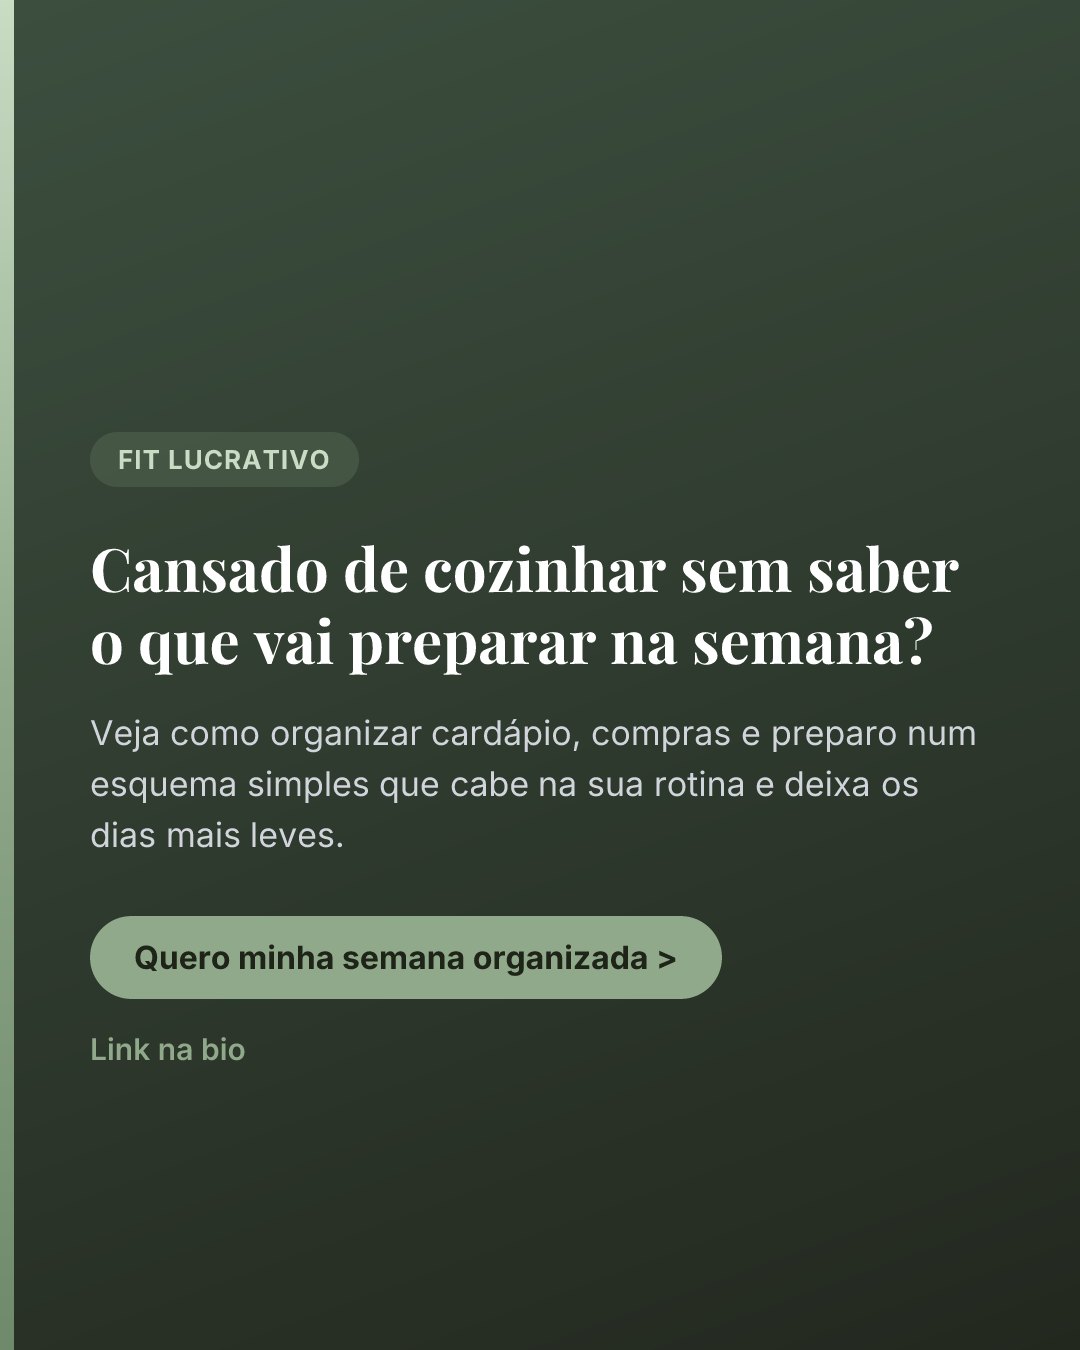 FIT LUCRATIVO
Cansado de cozinhar sem saber
o que vai preparar na semana?
Veja como organizar cardápio, compras e preparo num
esquema simples que cabe na sua rotina e deixa os
dias mais leves.
Quero minha semana organizada >
Link na bio